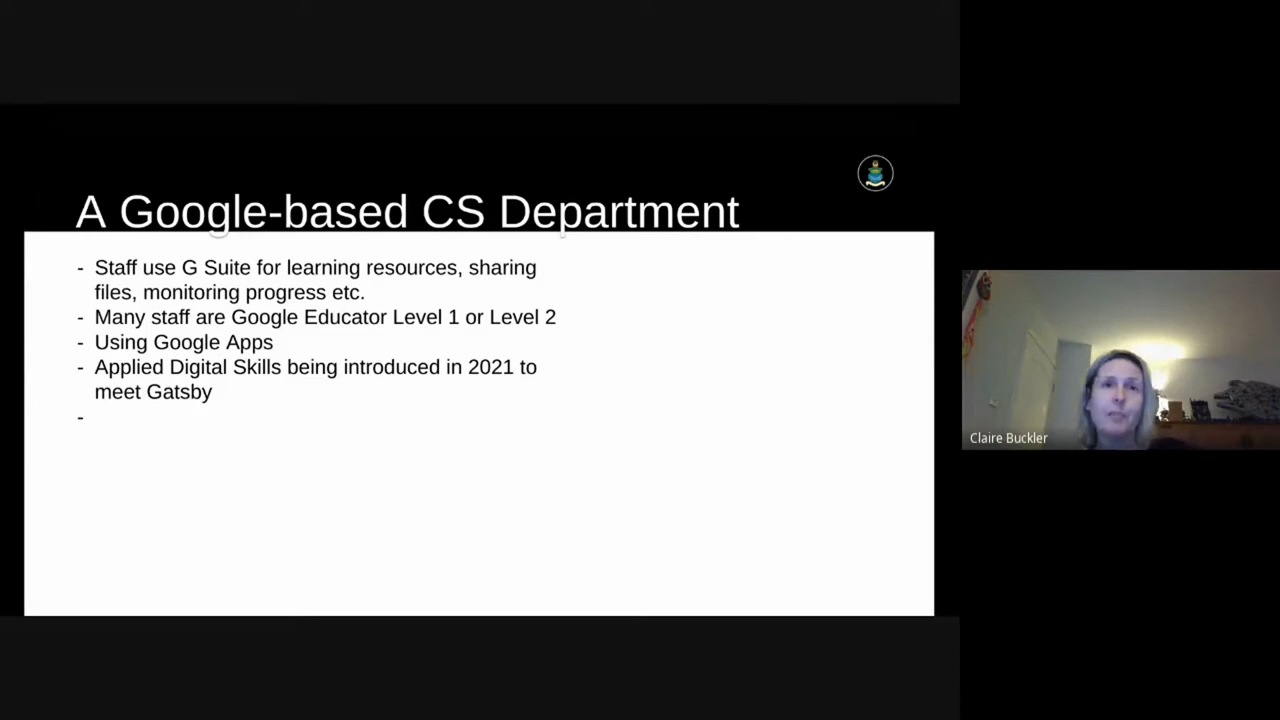 A Google-based CS Department
- Staff use G Suite for learning resources, sharing
files, monitoring progress etc.
- Many staff are Google Educator Level 1 or Level 2
- Using Google Apps
- Applied Digital Skills being introduced in 2021 to
meet Gatsby
-
Claire Buckler